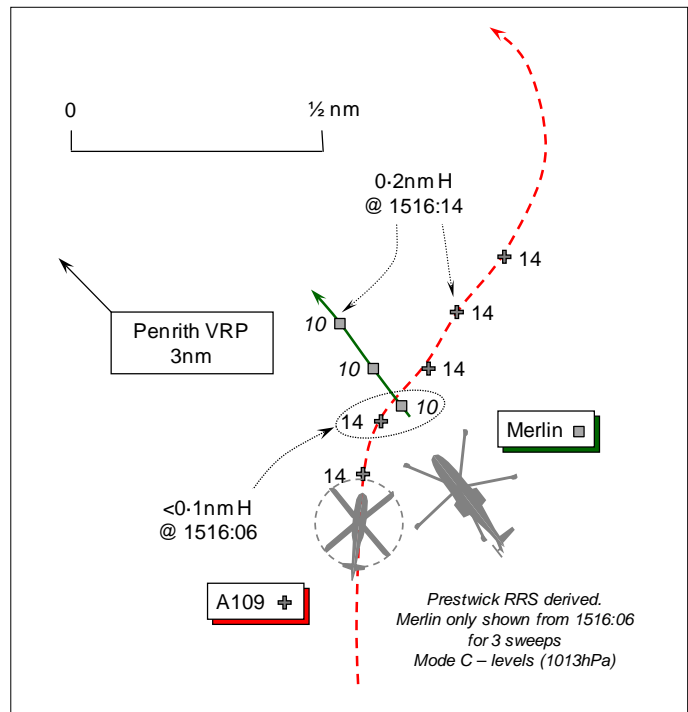 0
½ nm
0·2nm H
@ 1516:14
14
14
Penrith VRP
3nm
10
10
14
10
14
Merlin
14
<0·1nm H
@ 1516:06
A109
Prestwick RRS derived.
Merlin only shown from 1516:06
for 3 sweeps
Mode C – levels (1013hPa)